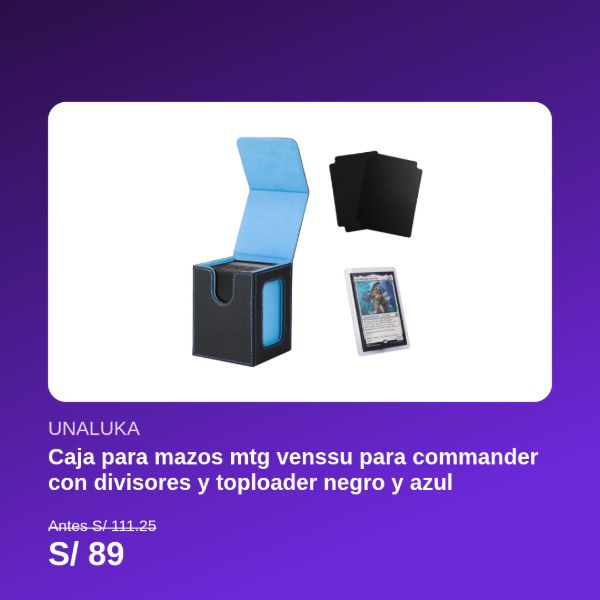 UNALUKA
Caja para mazos mtg venssu para commander
con divisores y toploader negro y azul
Antes S/ 111.25
S/ 89